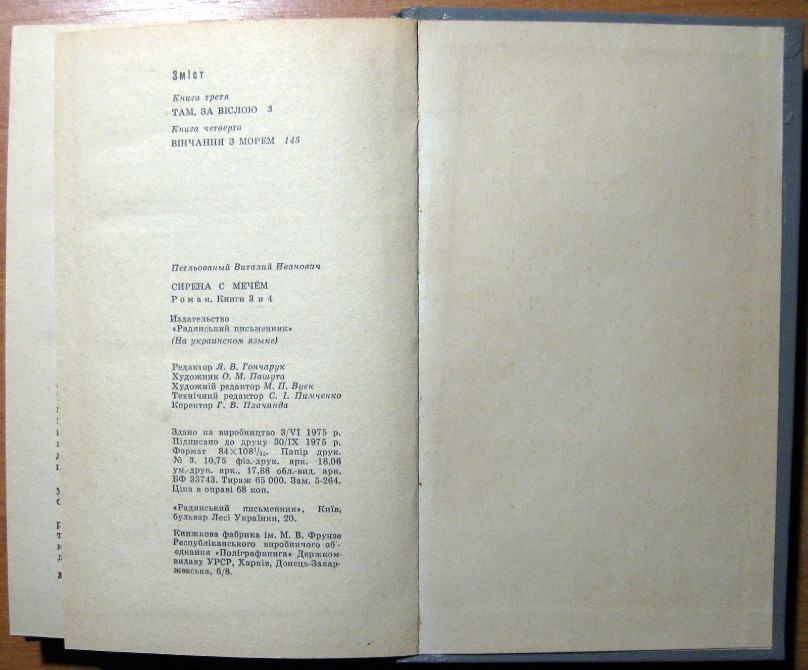 Зміст
Книга третя
ТАМ, ЗА ВІСЛОЮ 3
Книга четверта
ВІНЧАННЯ З МОРЕМ 145
Петльованый Виталий Иванович
СИРЕНА С МЕЧЕМ
Роман. Книги 3 и 4
Издательство
«Радянський письменник»
(На украинском языке)
Редактор Я. В. Гончарук
Художник О. М. Пашута
Художній редактор М. П. Вуек
Технічний редактор С. І. Пимченко
Коректор Г. В. Плачинда
Здано на виробництво 3/VI 1975 р.
Підписано до друку 30/IX 1975 р.
Формат 84×108¹/₃₂. Папір друк.
№ 3. 10,75 фіз.-друк. арк. 18,06
ум.-друк. арк., 17,88 обл.-вид. арк.
БФ 33743. Тираж 65 000. Зам. 5-264.
Ціна в оправі 68 коп.
«Радянський письменник», Київ,
бульвар Лесі Українки, 20.
Книжкова фабрика ім. М. В. Фрунзе
Республіканського виробничого об'-
єднання «Поліграфкнига» Держком-
видаву УРСР, Харків, Донець-Захар-
жевська, 6/8.